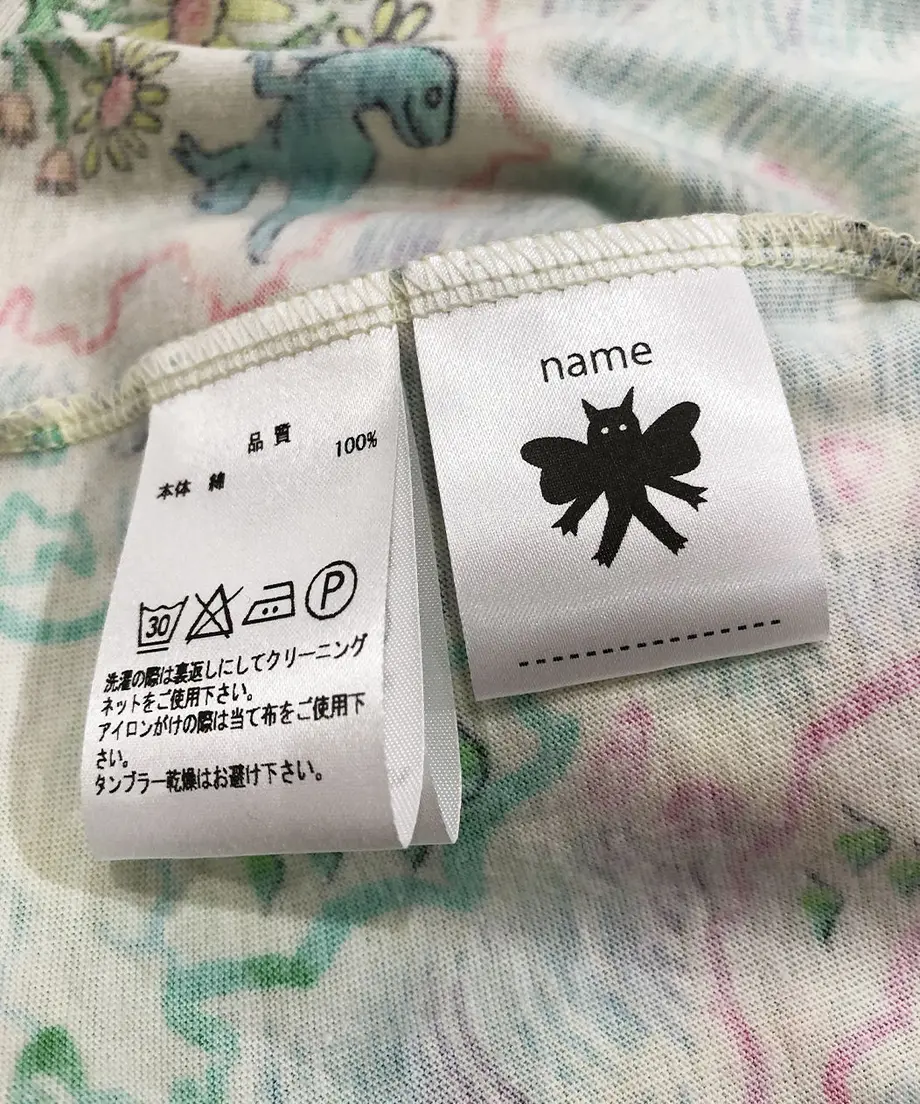 品質
100%
本体 綿
30 P
洗濯の際は裏返しにしてクリーニング
ネットをご使用下さい。
アイロンがけの際は当て布をご使用下
さい。
タンブラー乾燥はお避け下さい。
name